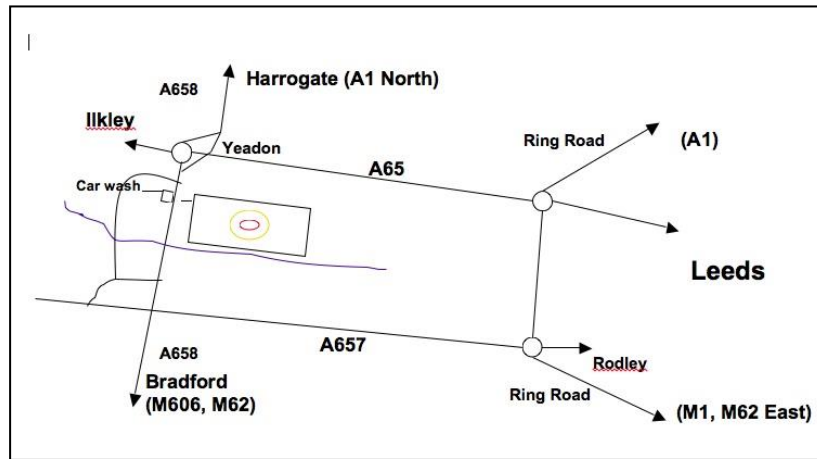 Harrogate (A1 North)
A658
Ilkley
Yeadon
Ring Road
(A1)
A65
Car wash
Leeds
A657
A658
Rodley
Bradford
(M606, M62)
Ring Road
(M1, M62 East)